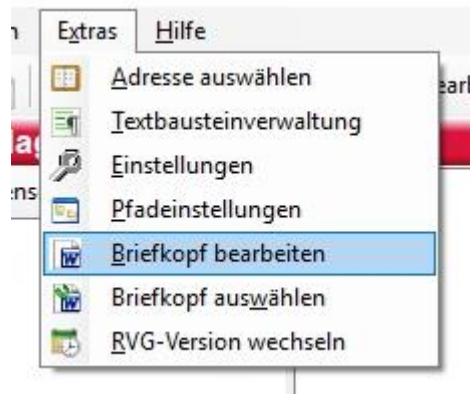 Extras Hilfe
Adresse auswählen
Textbausteinverwaltung
Einstellungen
Pfadeinstellungen
Briefkopf bearbeiten
Briefkopf auswählen
RVG-Version wechseln